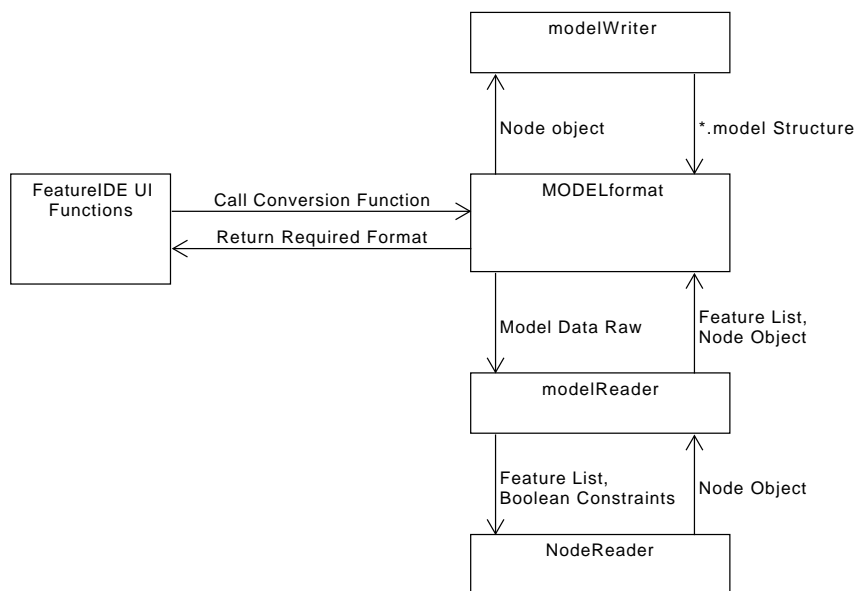 modelWriter
Node object
*.model Structure
FeatureIDE UI
Functions
Call Conversion Function
Return Required Format
MODELformat
Model Data Raw
Feature List,
Node Object
modelReader
Feature List,
Boolean Constraints
Node Object
NodeReader